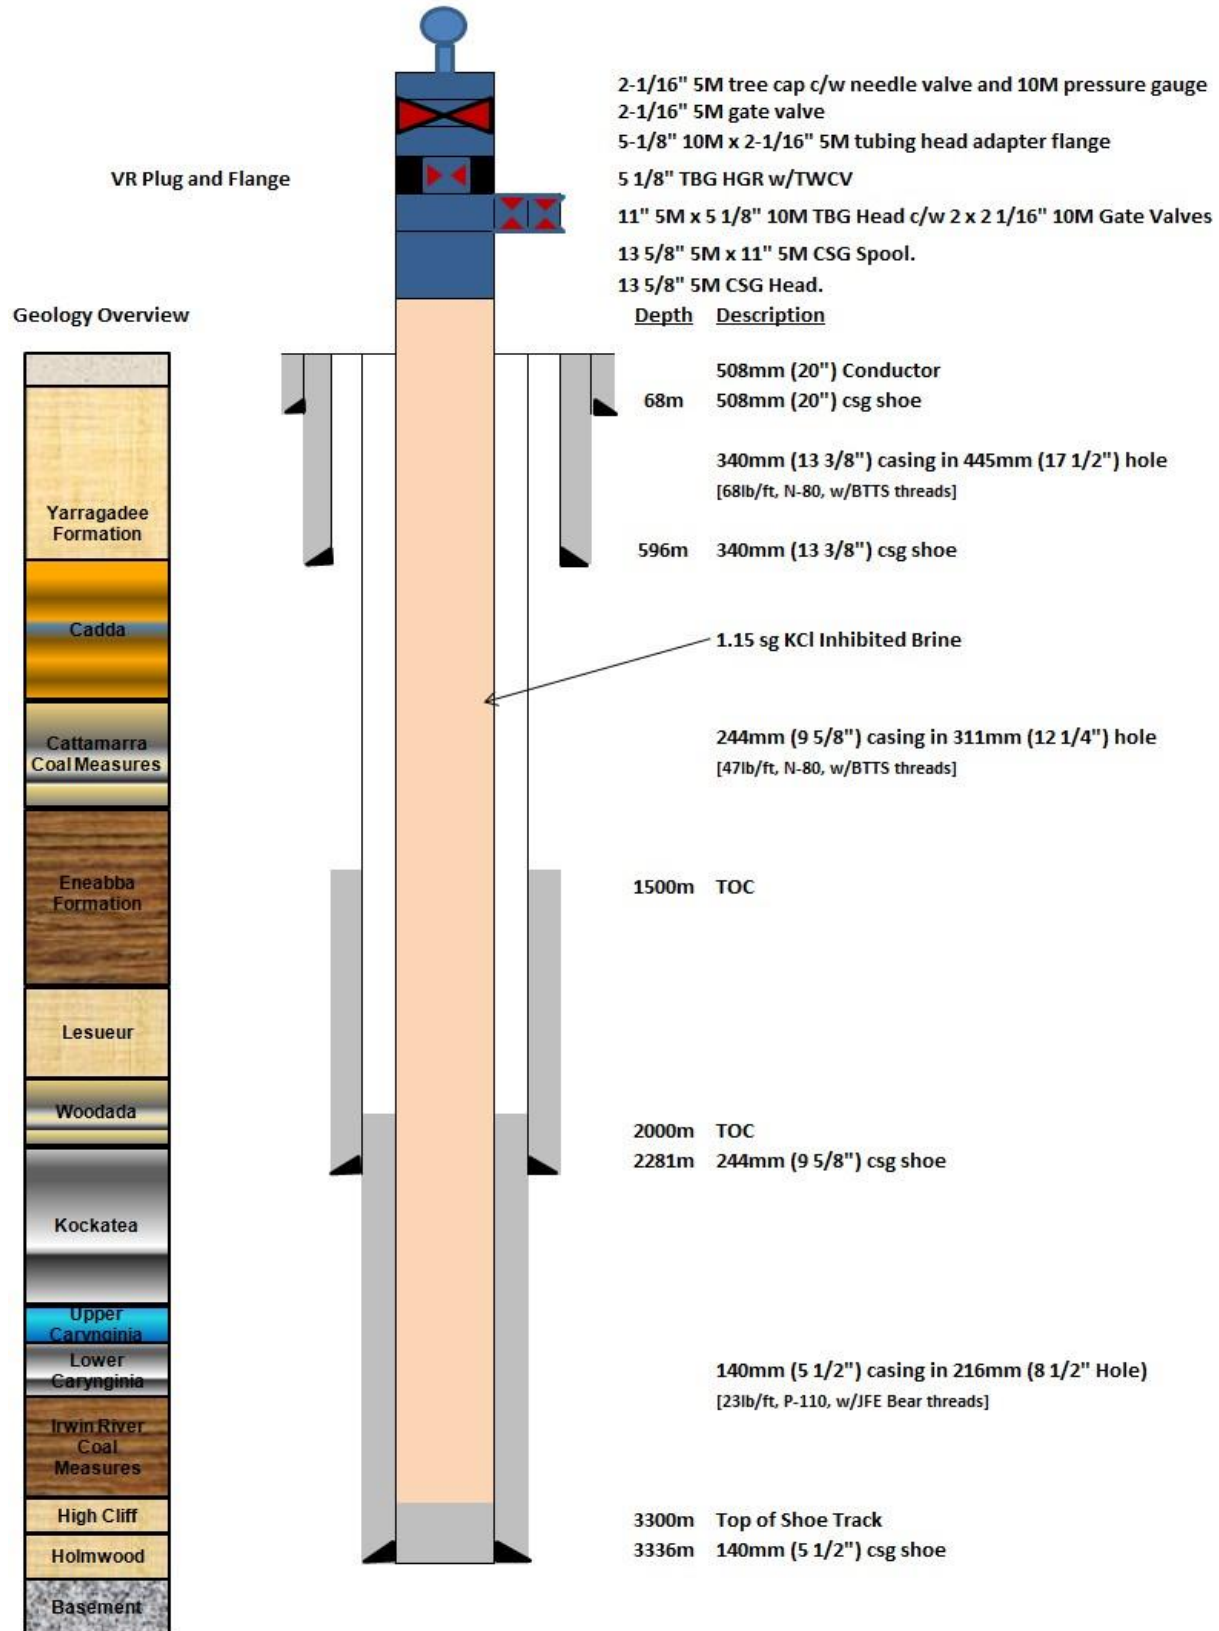 2-1/16" 5M tree cap c/w needle valve and 10M pressure gauge
2-1/16" 5M gate valve
5-1/8" 10M x 2-1/16" 5M tubing head adapter flange
VR Plug and Flange
5 1/8" TBG HGR w/TWCV
11" 5M x 5 1/8" 10M TBG Head c/w 2 x 2 1/16" 10M Gate Valves
13 5/8" 5M x 11" 5M CSG Spool.
13 5/8" 5M CSG Head.
Geology Overview
Depth Description
508mm (20") Conductor
68m 508mm (20") csg shoe
340mm (13 3/8") casing in 445mm (17 1/2") hole
[68lb/ft, N-80, w/BTTS threads]
Yarragadee
Formation
596m 340mm (13 3/8") csg shoe
Cadda
1.15 sg KCl Inhibited Brine
244mm (9 5/8") casing in 311mm (12 1/4") hole
[47lb/ft, N-80, w/BTTS threads]
Cattamarra
Coal Measures
Eneabba
Formation
1500m TOC
Lesueur
Woodada
2000m TOC
2281m 244mm (9 5/8") csg shoe
Kockatea
Upper
Carynginia
Lower
Carynginia
140mm (5 1/2") casing in 216mm (8 1/2" Hole)
[23lb/ft, P-110, w/JFE Bear threads]
Irwin River
Coal
Measures
High Cliff
3300m Top of Shoe Track
3336m 140mm (5 1/2") csg shoe
Holmwood
Basement